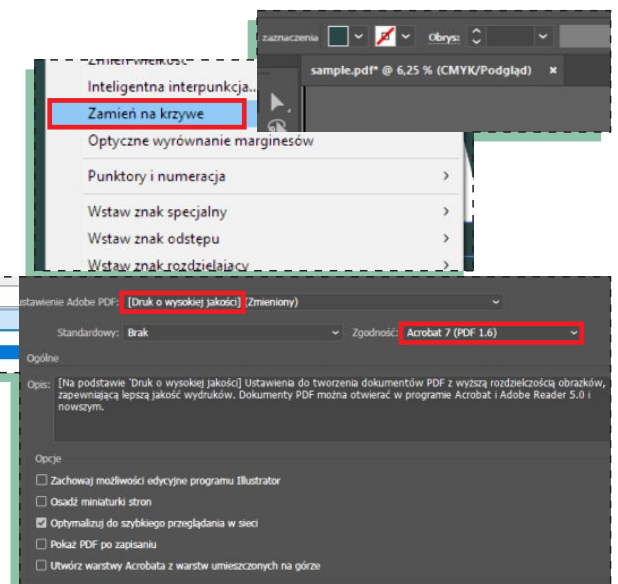 zaznaczenia Obrys:
sample.pdf* @ 6,25 % (CMYK/Podgląd) ×
Zmień wielkość
Inteligentna interpunkcja...
Zamień na krzywe
Optyczne wyrównanie marginesów
Punktory i numeracja
Wstaw znak specjalny
Wstaw znak odstępu
Wstaw znak rozdzielający
ustawienie Adobe PDF: [Druk o wysokiej jakości] (Zmieniony)
Standardowy: Brak Zgodność: Acrobat 7 (PDF 1.6)
Ogólne
Opis: [Na podstawie 'Druk o wysokiej jakości] Ustawienia do tworzenia dokumentów PDF z wyższą rozdzielczością obrazków,
zapewniającą lepszą jakość wydruków. Dokumenty PDF można otwierać w programie Acrobat i Adobe Reader 5.0 i
nowszym.
Opcje
Zachowaj możliwości edycyjne programu Illustrator
Osadź miniaturki stron
Optymalizuj do szybkiego przeglądania w sieci
Pokaż PDF po zapisaniu
Utwórz warstwy Acrobata z warstw umieszczonych na górze